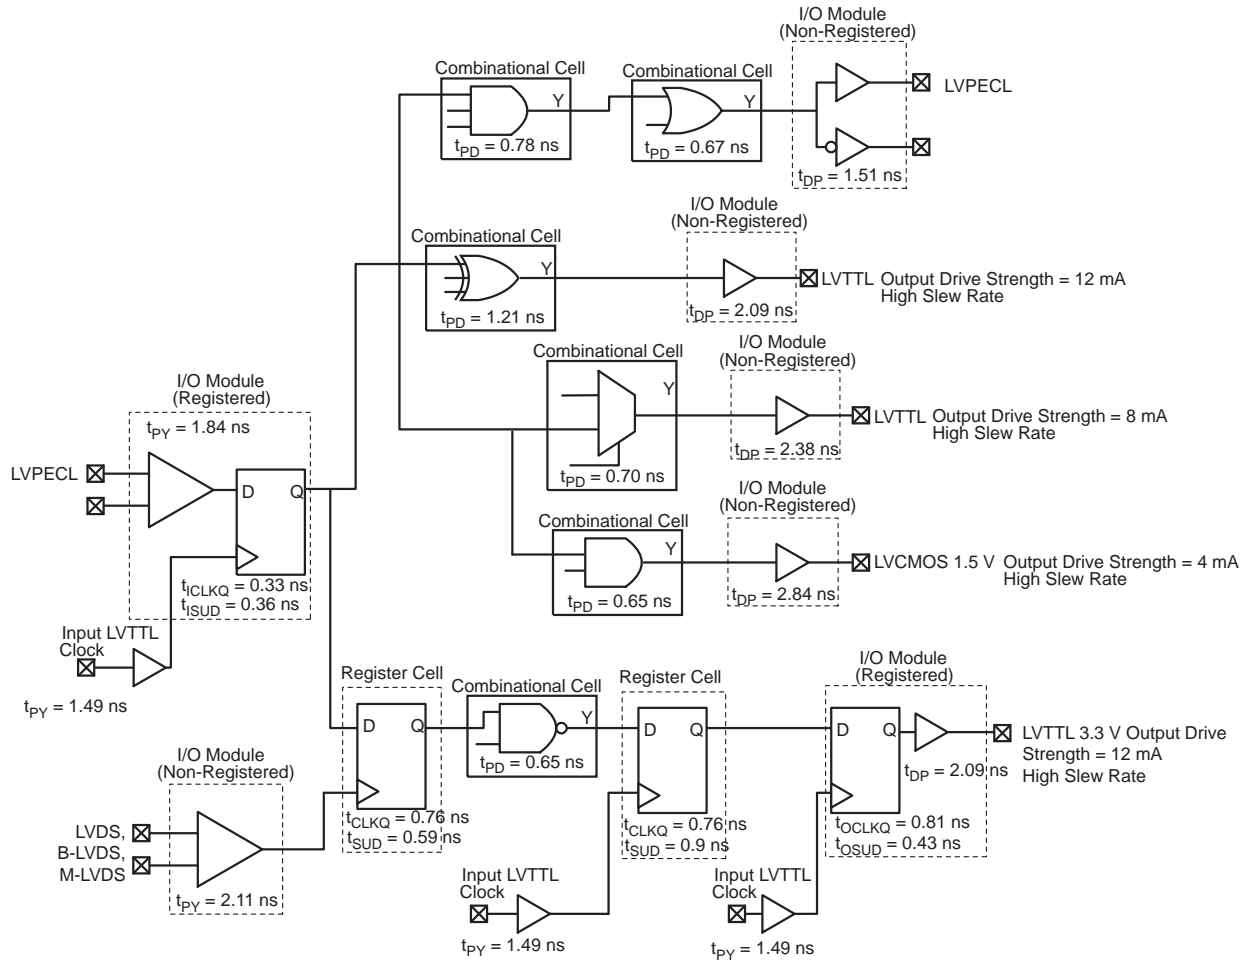 I/O Module
(Non-Registered)
Combinational Cell
Y
tPD = 0.78 ns
Combinational Cell
Y
tPD = 0.67 ns
LVPECL
tDP = 1.51 ns
I/O Module
(Non-Registered)
Combinational Cell
Y
tPD = 1.21 ns
tDP = 2.09 ns
LVTTL Output Drive Strength = 12 mA
High Slew Rate
I/O Module
(Non-Registered)
Combinational Cell
Y
tPD = 0.70 ns
tDP = 2.38 ns
LVTTL Output Drive Strength = 8 mA
High Slew Rate
I/O Module
(Registered)
tPY = 1.84 ns
LVPECL
D
Q
tICLKQ = 0.33 ns
tISUD = 0.36 ns
I/O Module
(Non-Registered)
Combinational Cell
Y
tPD = 0.65 ns
tDP = 2.84 ns
LVCMOS 1.5 V Output Drive Strength = 4 mA
High Slew Rate
Input LVTTL
Clock
tPY = 1.49 ns
Register Cell
D
Q
tCLKQ = 0.76 ns
tSUD = 0.59 ns
Combinational Cell
Y
tPD = 0.65 ns
Register Cell
D
Q
tCLKQ = 0.76 ns
tSUD = 0.9 ns
I/O Module
(Registered)
D
Q
tDP = 2.09 ns
tOCLKQ = 0.81 ns
tOSUD = 0.43 ns
LVTTL 3.3 V Output Drive
Strength = 12 mA
High Slew Rate
I/O Module
(Non-Registered)
LVDS,
B-LVDS,
M-LVDS
tPY = 2.11 ns
Input LVTTL
Clock
tPY = 1.49 ns
Input LVTTL
Clock
tPY = 1.49 ns